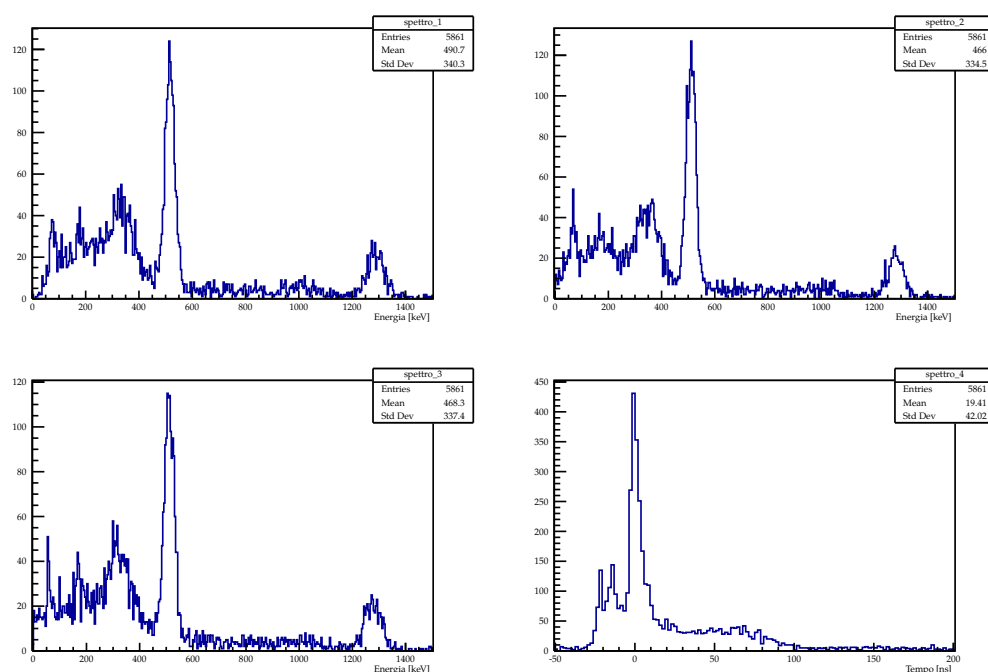 spettro_1
Entries 5861
Mean 490.7
Std Dev 340.3
120
100
80
60
40
20
0
0 200 400 600 800 1000 1200 1400
Energia [keV]
spettro_2
Entries 5861
Mean 466
Std Dev 334.5
120
100
80
60
40
20
0
0 200 400 600 800 1000 1200 1400
Energia [keV]
spettro_3
Entries 5861
Mean 468.3
Std Dev 337.4
120
100
80
60
40
20
0
0 200 400 600 800 1000 1200 1400
Energia [keV]
spettro_4
Entries 5861
Mean 19.41
Std Dev 42.02
450
400
350
300
250
200
150
100
50
0
-50 0 50 100 150 200
Tempo [ns]